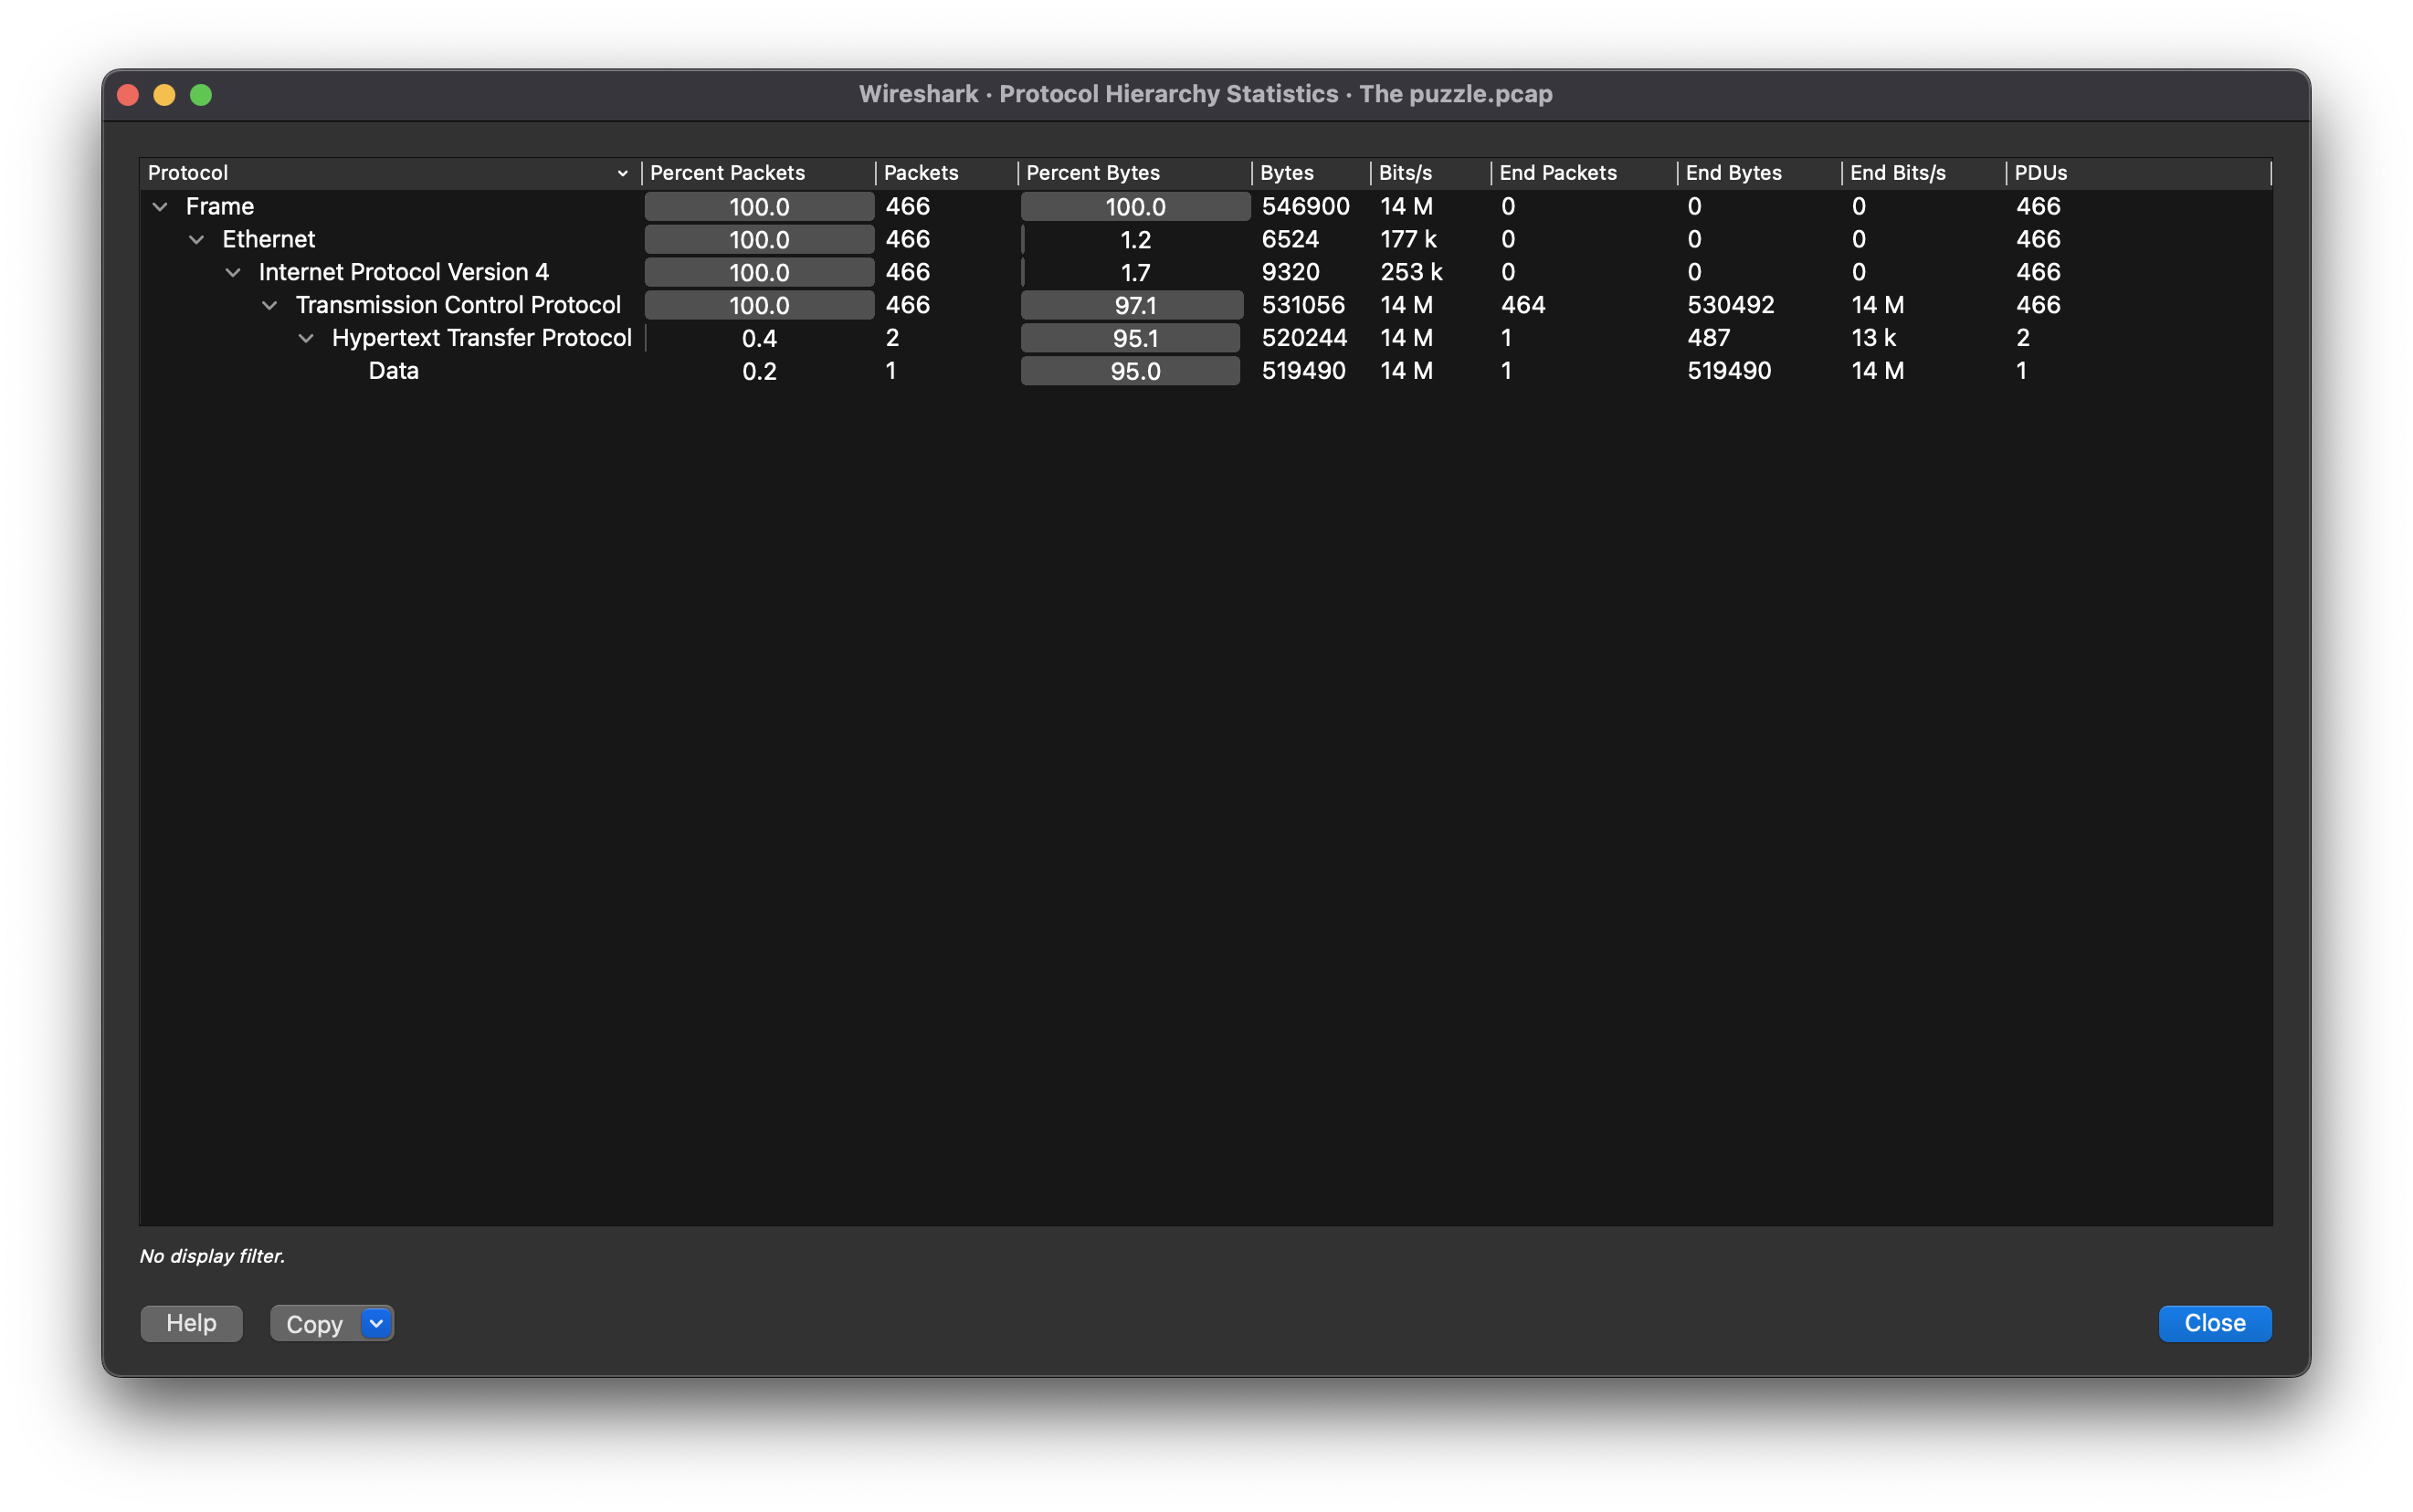 Wireshark · Protocol Hierarchy Statistics · The puzzle.pcap
Protocol Percent Packets Packets Percent Bytes Bytes Bits/s End Packets End Bytes End Bits/s PDUs
Frame 100.0 466 100.0 546900 14 M 0 0 0 466
Ethernet 100.0 466 1.2 6524 177 k 0 0 0 466
Internet Protocol Version 4 100.0 466 1.7 9320 253 k 0 0 0 466
Transmission Control Protocol 100.0 466 97.1 531056 14 M 464 530492 14 M 466
Hypertext Transfer Protocol 0.4 2 95.1 520244 14 M 1 487 13 k 2
Data 0.2 1 95.0 519490 14 M 1 519490 14 M 1
No display filter.
Help Copy Close